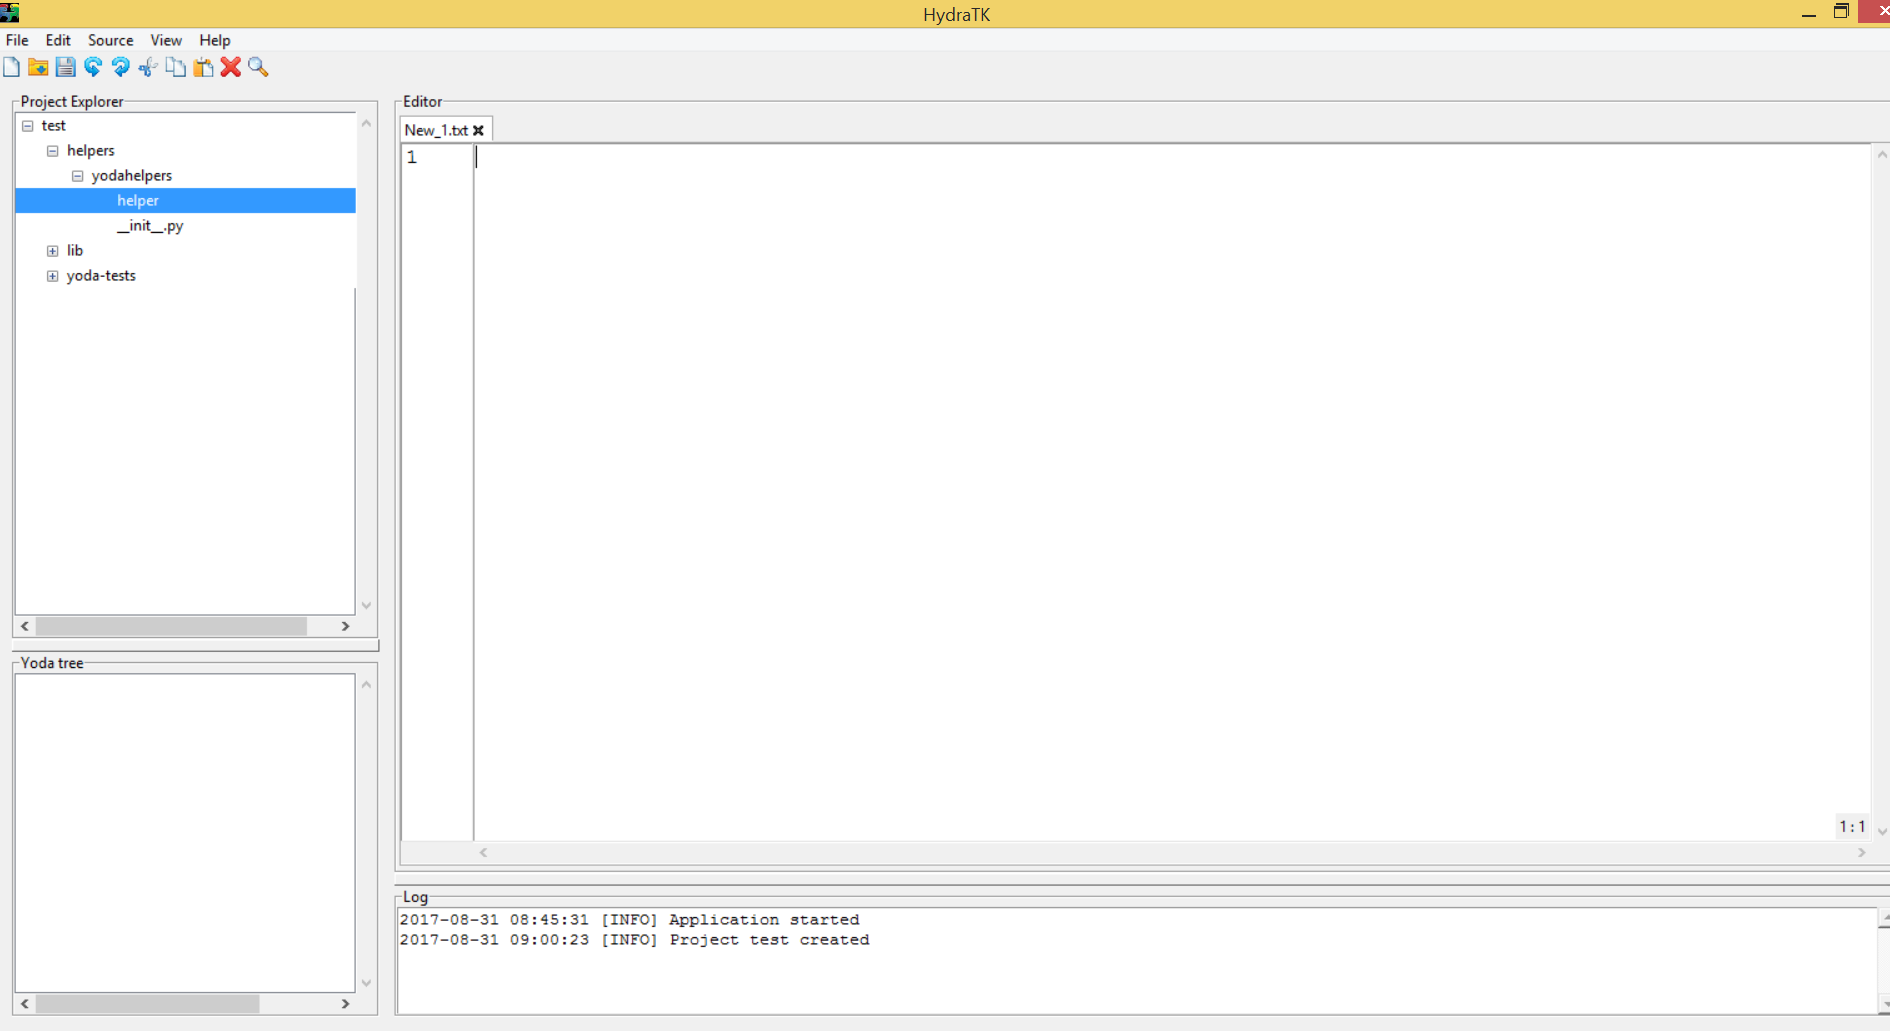 HydraTK
File Edit Source View Help
Project Explorer
test
helpers
yodahelpers
helper
__init__.py
lib
yoda-tests
Yoda tree
Editor
New_1.txt
1
1:1
Log
2017-08-31 08:45:31 [INFO] Application started
2017-08-31 09:00:23 [INFO] Project test created